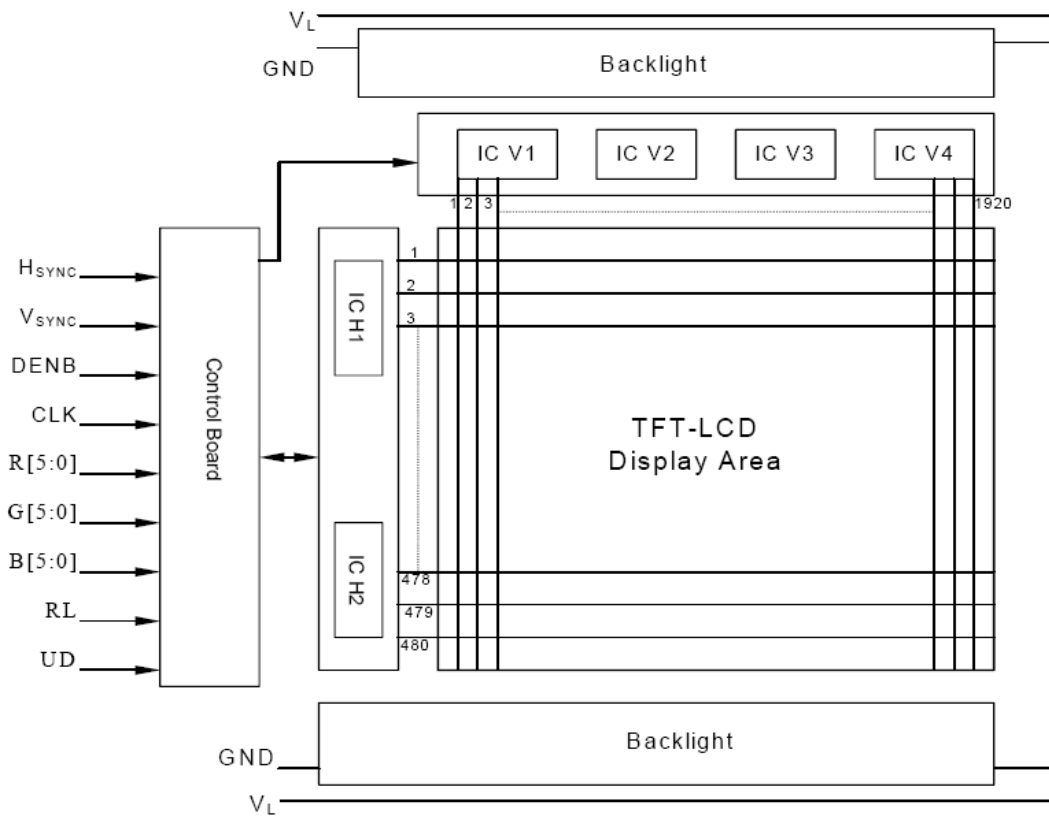 VL
GND
Backlight
IC V1
IC V2
IC V3
IC V4
1 2 3
1920
HSYNC
VSYNC
DENB
CLK
R[5:0]
G[5:0]
B[5:0]
RL
UD
Control Board
IC H1
IC H2
1
2
3
478
479
480
TFT-LCD
Display Area
GND
Backlight
VL